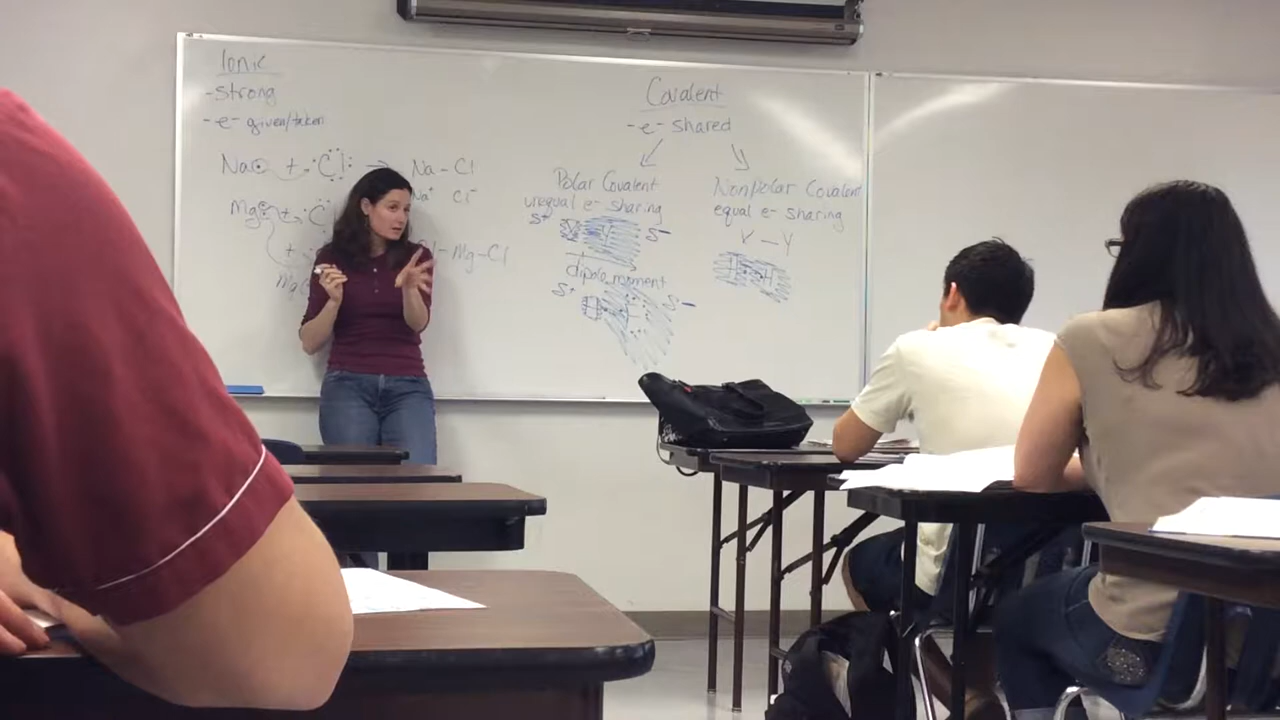 Ionic
- strong
- e- given/taken
Na + Cl → Na - Cl
Na+ Cl-
Mg + C
+
Mg
- Mg - Cl
Covalent
- e- shared
Polar Covalent
unequal e- sharing
δ+ δ-
dipole moment
δ+ δ-
Nonpolar Covalent
equal e- sharing
Y - Y